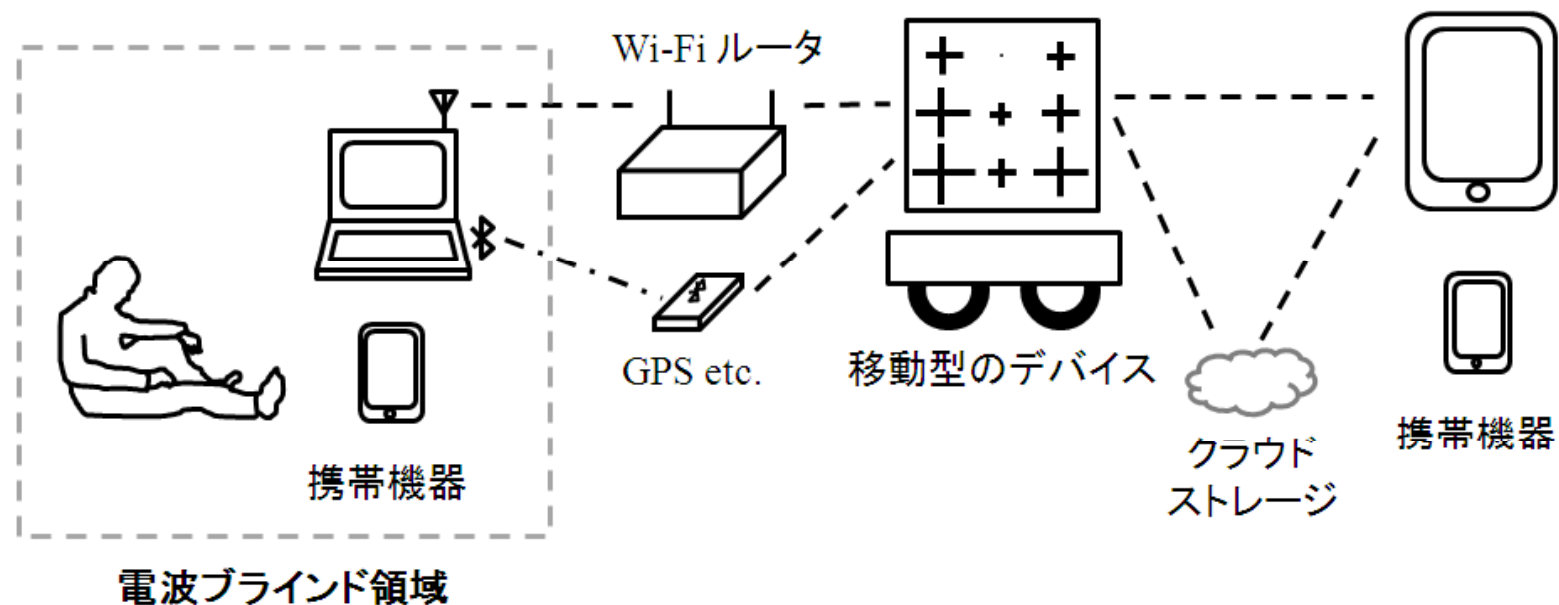 Wi-Fi ルータ
GPS etc.
移動型のデバイス
クラウド
ストレージ
携帯機器
携帯機器
電波ブラインド領域